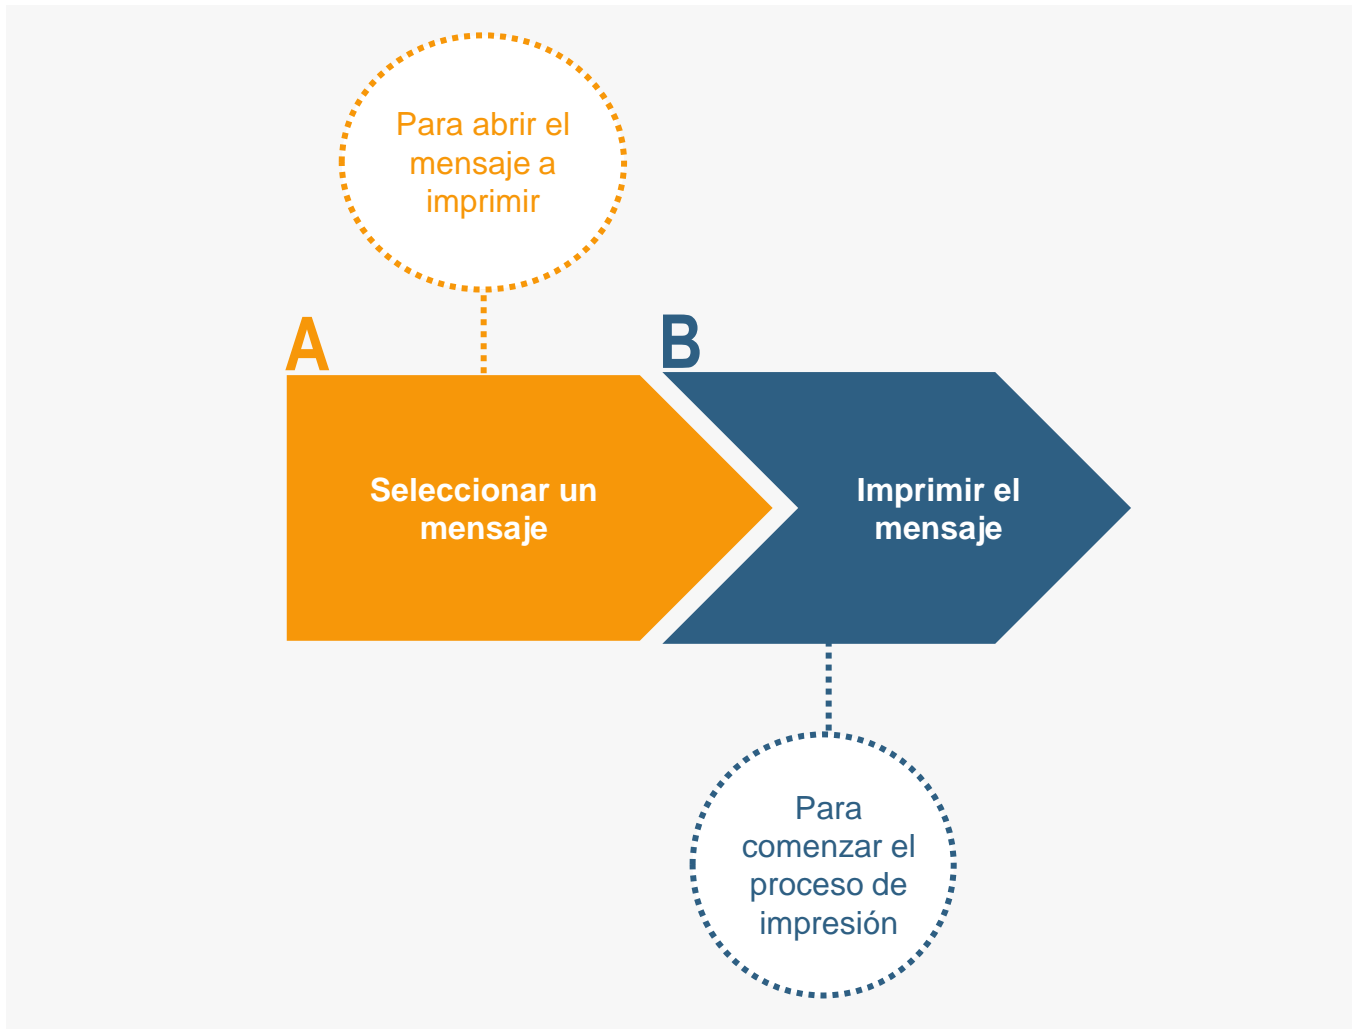 Para abrir el
mensaje a
imprimir
A
Seleccionar un
mensaje
B
Imprimir el
mensaje
Para
comenzar el
proceso de
impresión